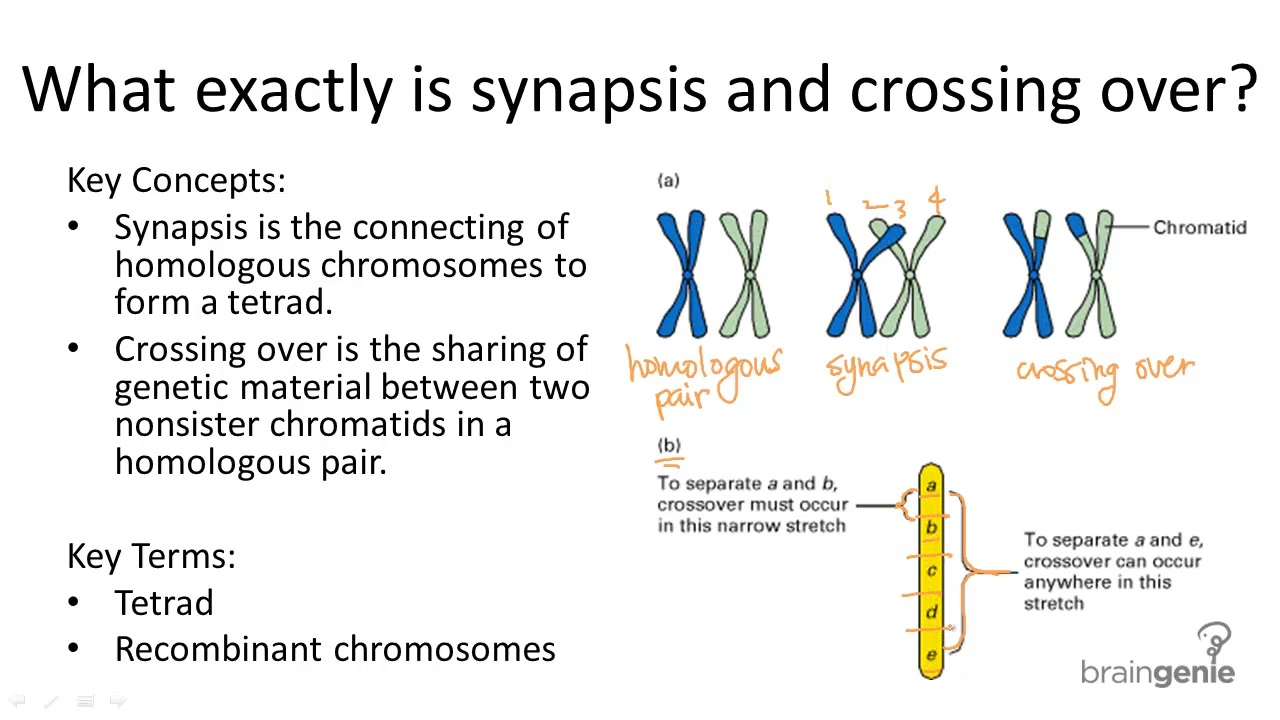 What exactly is synapsis and crossing over?
Key Concepts:
• Synapsis is the connecting of
homologous chromosomes to
form a tetrad.
• Crossing over is the sharing of
genetic material between two
nonsister chromatids in a
homologous pair.
Key Terms:
• Tetrad
• Recombinant chromosomes
(a)
1 2 3 4
Chromatid
homologous
pair
synapsis
crossing over
(b)
To separate a and b,
crossover must occur
in this narrow stretch
a
b
c
d
e
To separate a and e,
crossover can occur
anywhere in this
stretch
braingenie